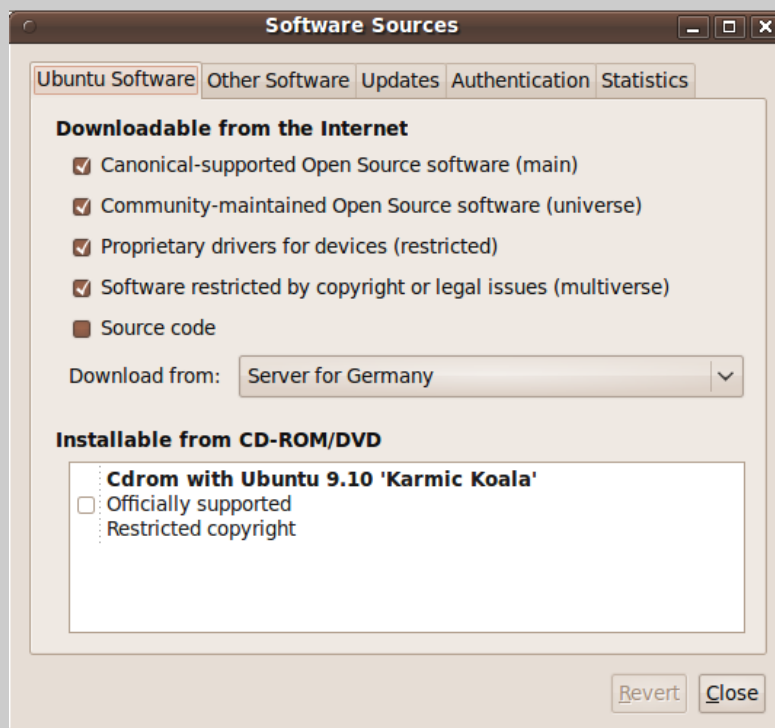 Software Sources
Ubuntu Software Other Software Updates Authentication Statistics
Downloadable from the Internet
Canonical-supported Open Source software (main)
Community-maintained Open Source software (universe)
Proprietary drivers for devices (restricted)
Software restricted by copyright or legal issues (multiverse)
Source code
Download from: Server for Germany
Installable from CD-ROM/DVD
Cdrom with Ubuntu 9.10 'Karmic Koala'
Officially supported
Restricted copyright
Revert Close